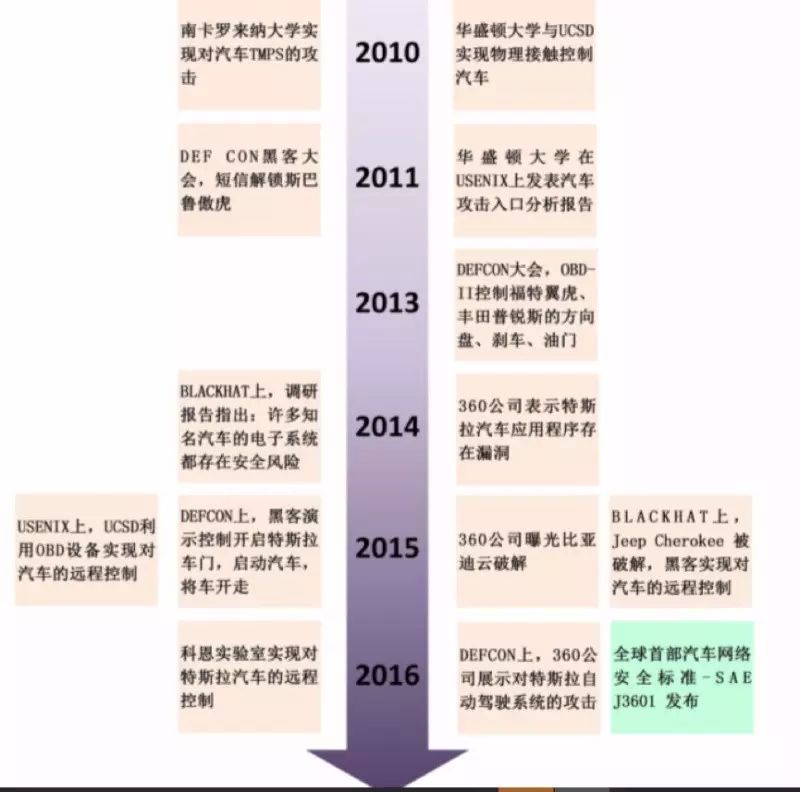 南卡罗来纳大学实
现对汽车TMPS的攻
击
2010
华盛顿大学与UCSD
实现物理接触控制
汽车
DEF CON黑客大
会，短信解锁斯巴
鲁傲虎
2011
华盛顿大学在
USENIX上发表汽车
攻击入口分析报告
2013
DEFCON大会，OBD-
II控制福特翼虎、
丰田普锐斯的方向
盘、刹车、油门
BLACKHAT上，调研
报告指出：许多知
名汽车的电子系统
都存在安全风险
2014
360公司表示特斯
拉汽车应用程序存
在漏洞
USENIX上，UCSD利
用OBD设备实现对
汽车的远程控制
DEFCON上，黑客演
示控制开启特斯拉
车门，启动汽车，
将车开走
2015
360公司曝光比亚
迪云破解
BLACKHAT上，
Jeep Cherokee 被
破解，黑客实现对
汽车的远程控制
科恩实验室实现对
特斯拉汽车的远程
控制
2016
DEFCON上，360公
司展示对特斯拉自
动驾驶系统的攻击
全球首部汽车网络
安全标准-SAE
J3601 发布